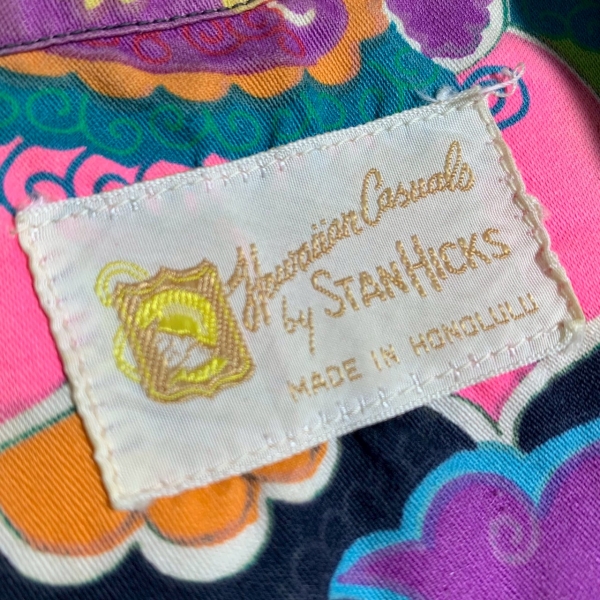 Hawaiian Casuals
by STAN HICKS
MADE IN HONOLULU